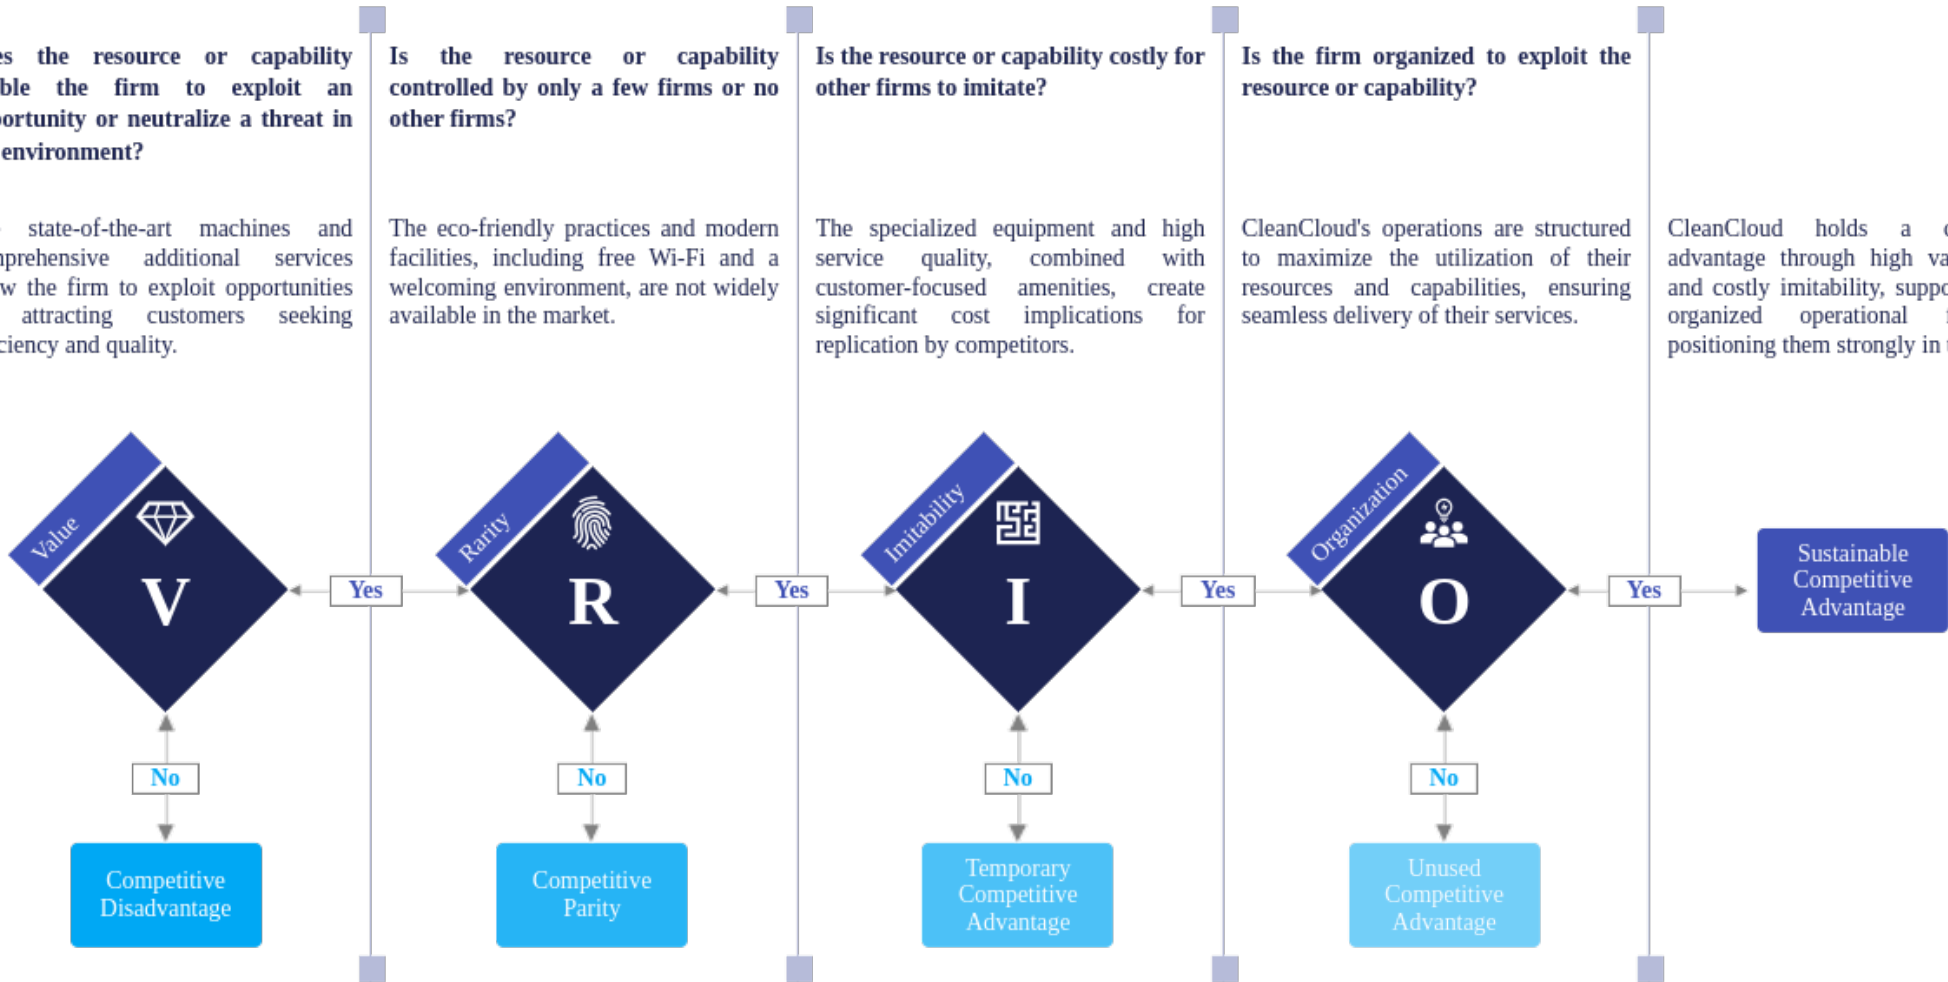 the resource or capability
the firm to exploit an
or neutralize a threat in
environment?
Is the resource or capability
controlled by only a few firms or no
other firms?
Is the resource or capability costly for
other firms to imitate?
Is the firm organized to exploit the
resource or capability?
state-of-the-art machines and
additional services
the firm to exploit opportunities
attracting customers seeking
and quality.
The eco-friendly practices and modern
facilities, including free Wi-Fi and a
welcoming environment, are not widely
available in the market.
The specialized equipment and high
service quality, combined with
customer-focused amenities, create
significant cost implications for
replication by competitors.
CleanCloud's operations are structured
to maximize the utilization of their
resources and capabilities, ensuring
seamless delivery of their services.
CleanCloud holds a
advantage through high
and costly imitability,
organized operational
positioning them strongly in
Value
V
Yes
Rarity
R
Yes
Imitability
I
Yes
Organization
O
Yes
Sustainable
Competitive
Advantage
No
No
No
No
Competitive
Disadvantage
Competitive
Parity
Temporary
Competitive
Advantage
Unused
Competitive
Advantage